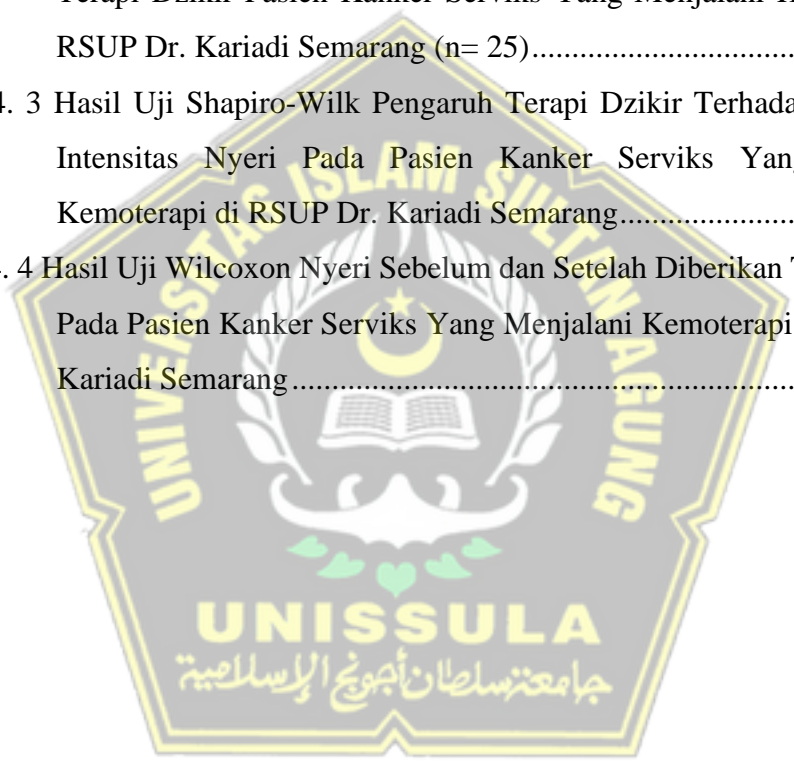 Terapi Dzikir Pasien Kanker Serviks Yang Menjalani
RSUP Dr. Kariadi Semarang (n= 25)
4. 3 Hasil Uji Shapiro-Wilk Pengaruh Terapi Dzikir
Intensitas Nyeri Pada Pasien Kanker Serviks
Kemoterapi di RSUP Dr. Kariadi Semarang
4 Hasil Uji Wilcoxon Nyeri Sebelum dan Setelah Diberikan
Pada Pasien Kanker Serviks Yang Menjalani Kemoterapi
Kariadi Semarang
UNIVERSITAS ISLAM SULTAN AGUNG
UNISSULA
جامعة سلطان أجونج الإسلامية